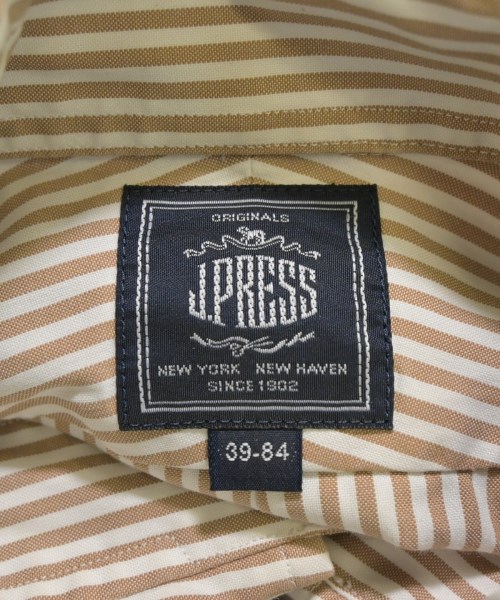 ORIGINALS
J.PRESS
NEW YORK NEW HAVEN
SINCE 1902
39-84